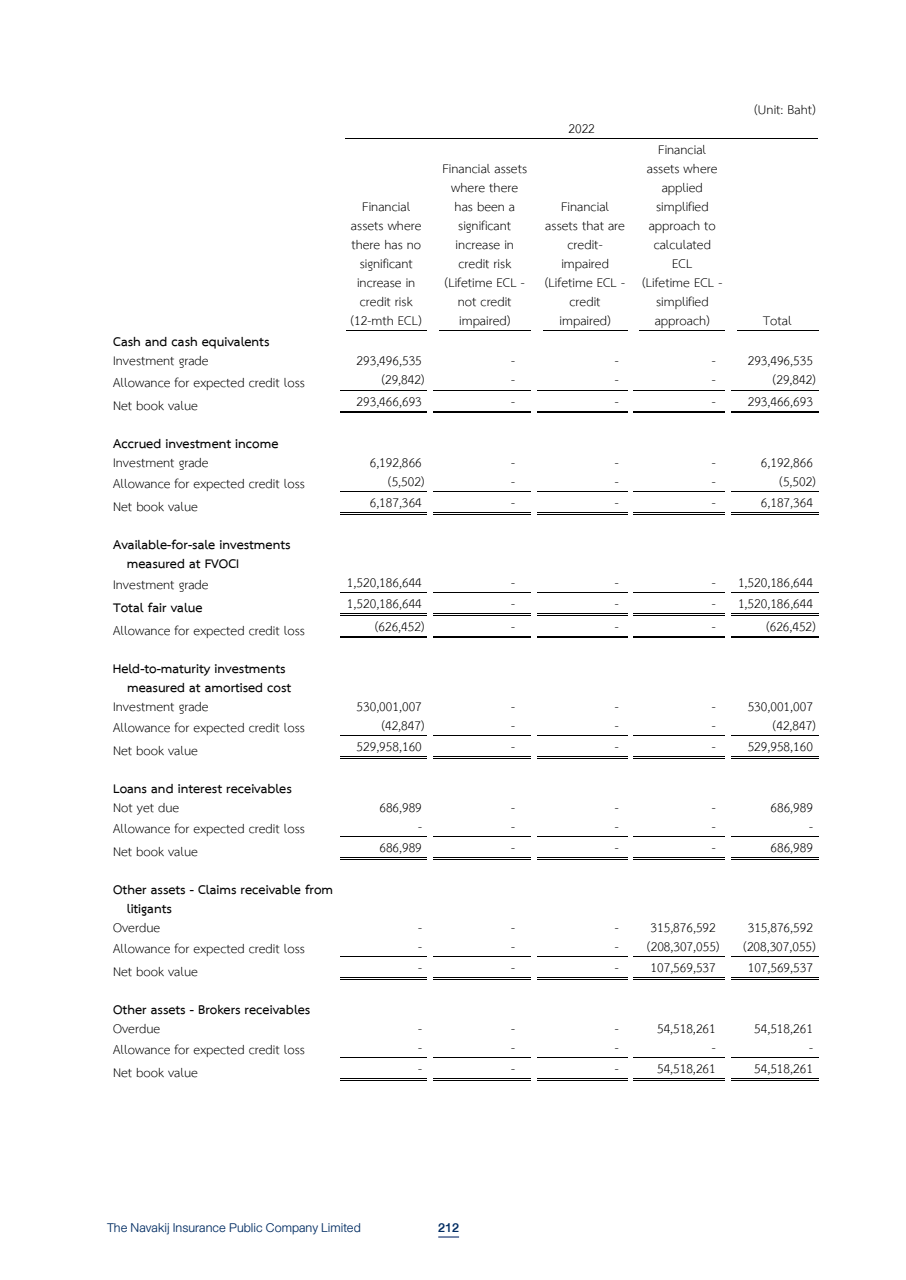 (Unit: Baht)
2022
Financial
assets where
there has no
significant
increase in
credit risk
(12-mth ECL)
Financial assets
where there
has been a
significant
increase in
credit risk
(Lifetime ECL -
not credit
impaired)
Financial
assets that are
credit-
impaired
(Lifetime ECL -
credit
impaired)
Financial
assets where
applied
simplified
approach to
calculated
ECL
(Lifetime ECL -
simplified
approach)
Total
Cash and cash equivalents
Investment grade 293,496,535 - - - 293,496,535
Allowance for expected credit loss (29,842) - - - (29,842)
Net book value 293,466,693 - - - 293,466,693
Accrued investment income
Investment grade 6,192,866 - - - 6,192,866
Allowance for expected credit loss (5,502) - - - (5,502)
Net book value 6,187,364 - - - 6,187,364
Available-for-sale investments
measured at FVOCI
Investment grade 1,520,186,644 - - - 1,520,186,644
Total fair value 1,520,186,644 - - - 1,520,186,644
Allowance for expected credit loss (626,452) - - - (626,452)
Held-to-maturity investments
measured at amortised cost
Investment grade 530,001,007 - - - 530,001,007
Allowance for expected credit loss (42,847) - - - (42,847)
Net book value 529,958,160 - - - 529,958,160
Loans and interest receivables
Not yet due 686,989 - - - 686,989
Allowance for expected credit loss - - - - -
Net book value 686,989 - - - 686,989
Other assets - Claims receivable from
litigants
Overdue - - - 315,876,592 315,876,592
Allowance for expected credit loss - - - (208,307,055) (208,307,055)
Net book value - - - 107,569,537 107,569,537
Other assets - Brokers receivables
Overdue - - - 54,518,261 54,518,261
Allowance for expected credit loss - - - - -
Net book value - - - 54,518,261 54,518,261
The Navakij Insurance Public Company Limited 212